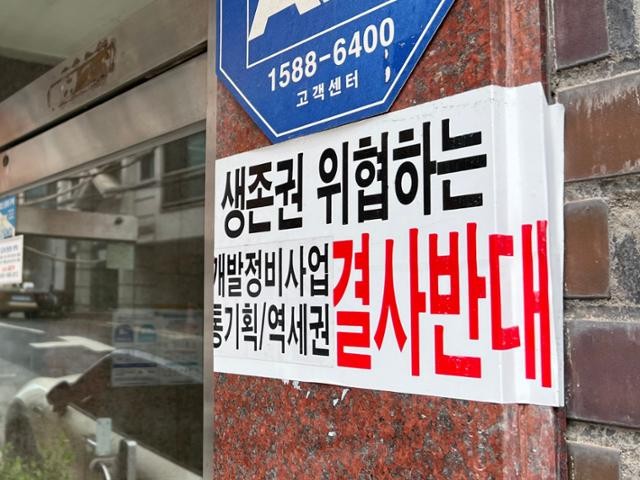 1588-6400
고객센터
생존권 위협하는
개발정비사업
통기획/역세권
결사반대